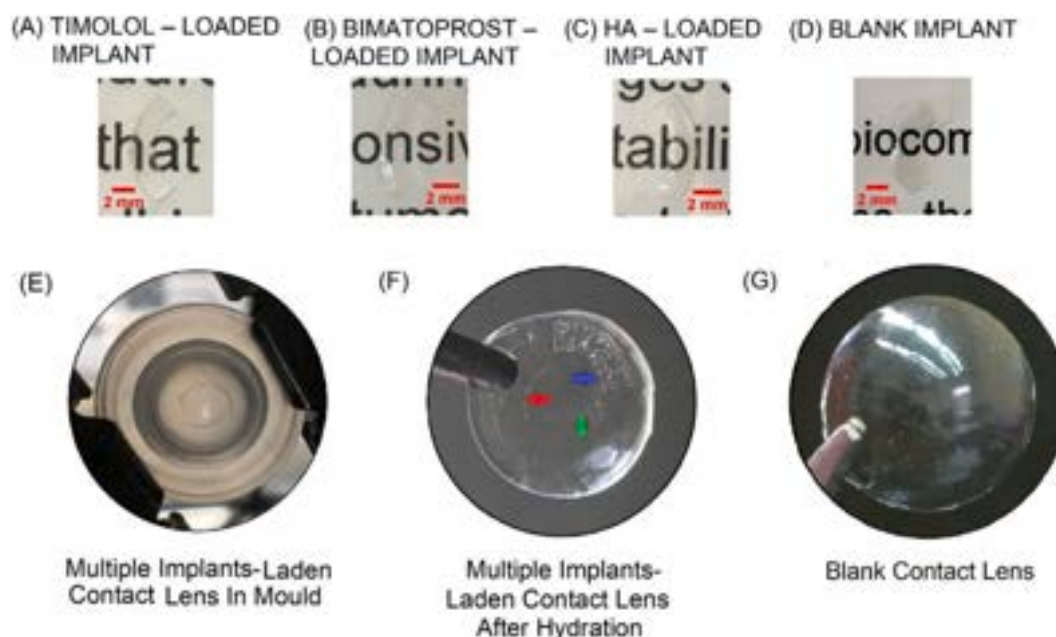 (A) TIMOLOL – LOADED
IMPLANT
(B) BIMATOPROST –
LOADED IMPLANT
(C) HA – LOADED
IMPLANT
(D) BLANK IMPLANT
that
2 mm
onsiv
2 mm
tabili
2 mm
biocom
2 mm
(E)
(F)
(G)
Multiple Implants-Laden
Contact Lens In Mould
Multiple Implants-
Laden Contact Lens
After Hydration
Blank Contact Lens